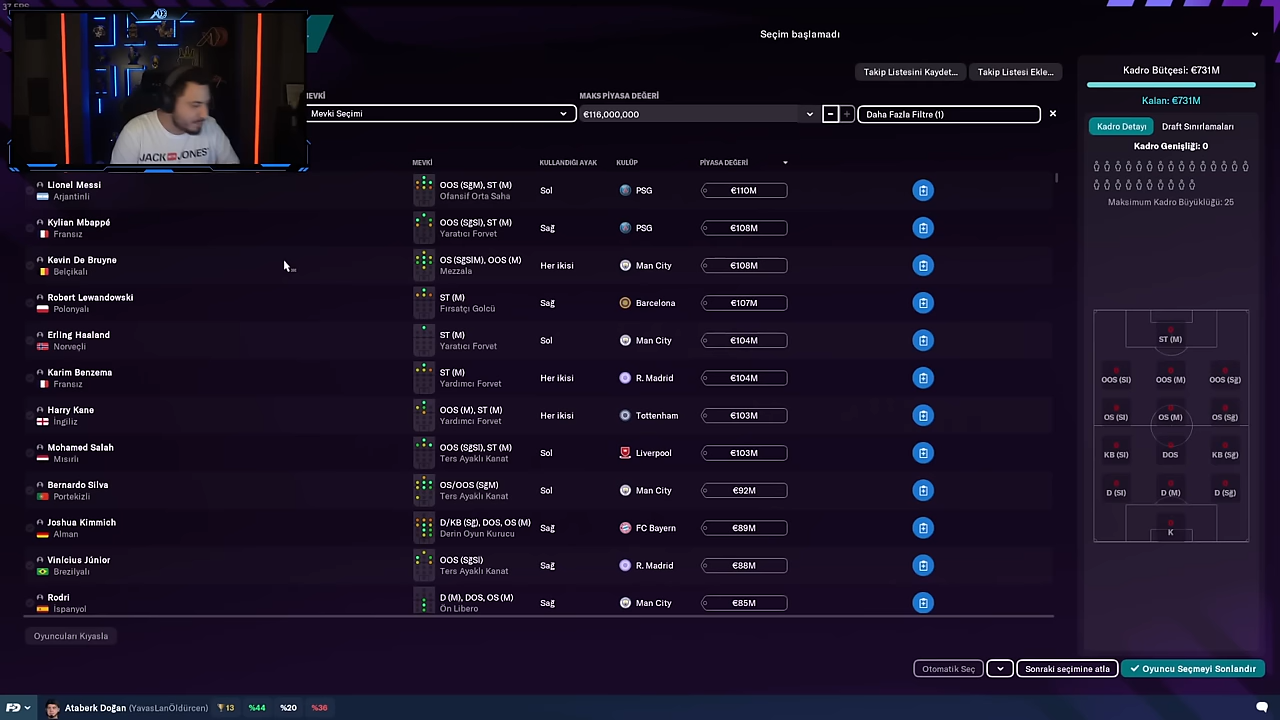 37 FPS
Seçim başlamadı
Takip Listesini Kaydet...
Takip Listesi Ekle...
MEVKİ
MAKS PİYASA DEĞERİ
Mevki Seçimi
€116,000,000
Daha Fazla Filtre (1)
MEVKİ KULLANDIĞI AYAK KULÜP PİYASA DEĞERİ
Lionel Messi
Arjantinli
OOS (SğM), ST (M)
Ofansif Orta Saha
Sol
PSG
€110M
Kylian Mbappé
Fransız
OOS (SğSl), ST (M)
Yaratıcı Forvet
Sağ
PSG
€108M
Kevin De Bruyne
Belçikalı
OS (SğSlM), OOS (M)
Mezzala
Her ikisi
Man City
€108M
Robert Lewandowski
Polonyalı
ST (M)
Fırsatçı Golcü
Sağ
Barcelona
€107M
Erling Haaland
Norveçli
ST (M)
Yaratıcı Forvet
Sol
Man City
€104M
Karim Benzema
Fransız
ST (M)
Yardımcı Forvet
Her ikisi
R. Madrid
€104M
Harry Kane
İngiliz
OOS (M), ST (M)
Yardımcı Forvet
Her ikisi
Tottenham
€103M
Mohamed Salah
Mısırlı
OOS (SğSl), ST (M)
Ters Ayaklı Kanat
Sol
Liverpool
€103M
Bernardo Silva
Portekizli
OS/OOS (SğM)
Ters Ayaklı Kanat
Sol
Man City
€92M
Joshua Kimmich
Alman
D/KB (Sğ), DOS, OS (M)
Derin Oyun Kurucu
Sağ
FC Bayern
€89M
Vinícius Júnior
Brezilyalı
OOS (SğSl)
Ters Ayaklı Kanat
Sağ
R. Madrid
€88M
Rodri
İspanyol
D (M), DOS, OS (M)
Ön Libero
Sağ
Man City
€85M
Kadro Bütçesi: €731M
Kalan: €731M
Kadro Detayı
Draft Sınırlamaları
Kadro Genişliği: 0
Maksimum Kadro Büyüklüğü: 25
ST (M)
OOS (Sl) OOS (M) OOS (Sğ)
OS (Sl) OS (M) OS (Sğ)
KB (Sl) DOS KB (Sğ)
D (Sl) D (M) D (Sğ)
K
JACK JONES
Oyuncuları Kıyasla
Otomatik Seç
Sonraki seçimine atla
Oyuncu Seçmeyi Sonlandır
FD
Ataberk Doğan (YavasLanÖldürcen)
13
%44
%20
%36